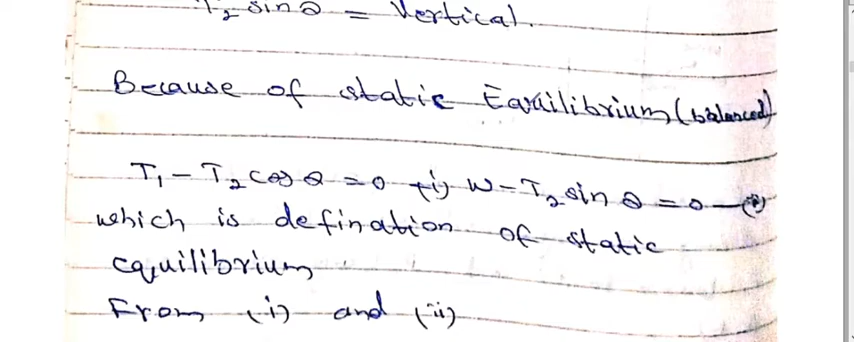 T₂ sin θ = Vertical.
Because of static Equilibrium (balanced)
T₁ - T₂ cos θ = 0 -(i) W - T₂ sin θ = 0 -(ii)
which is defination of static
equilibrium
From (i) and (ii)